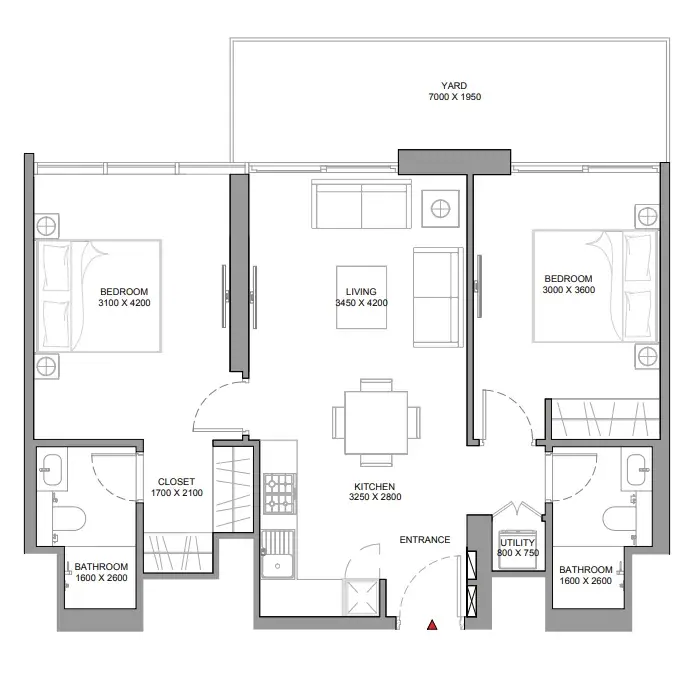 YARD
7000 X 1950
BEDROOM
3100 X 4200
LIVING
3450 X 4200
BEDROOM
3000 X 3600
CLOSET
1700 X 2100
KITCHEN
3250 X 2800
ENTRANCE
UTILITY
800 X 750
BATHROOM
1600 X 2600
BATHROOM
1600 X 2600